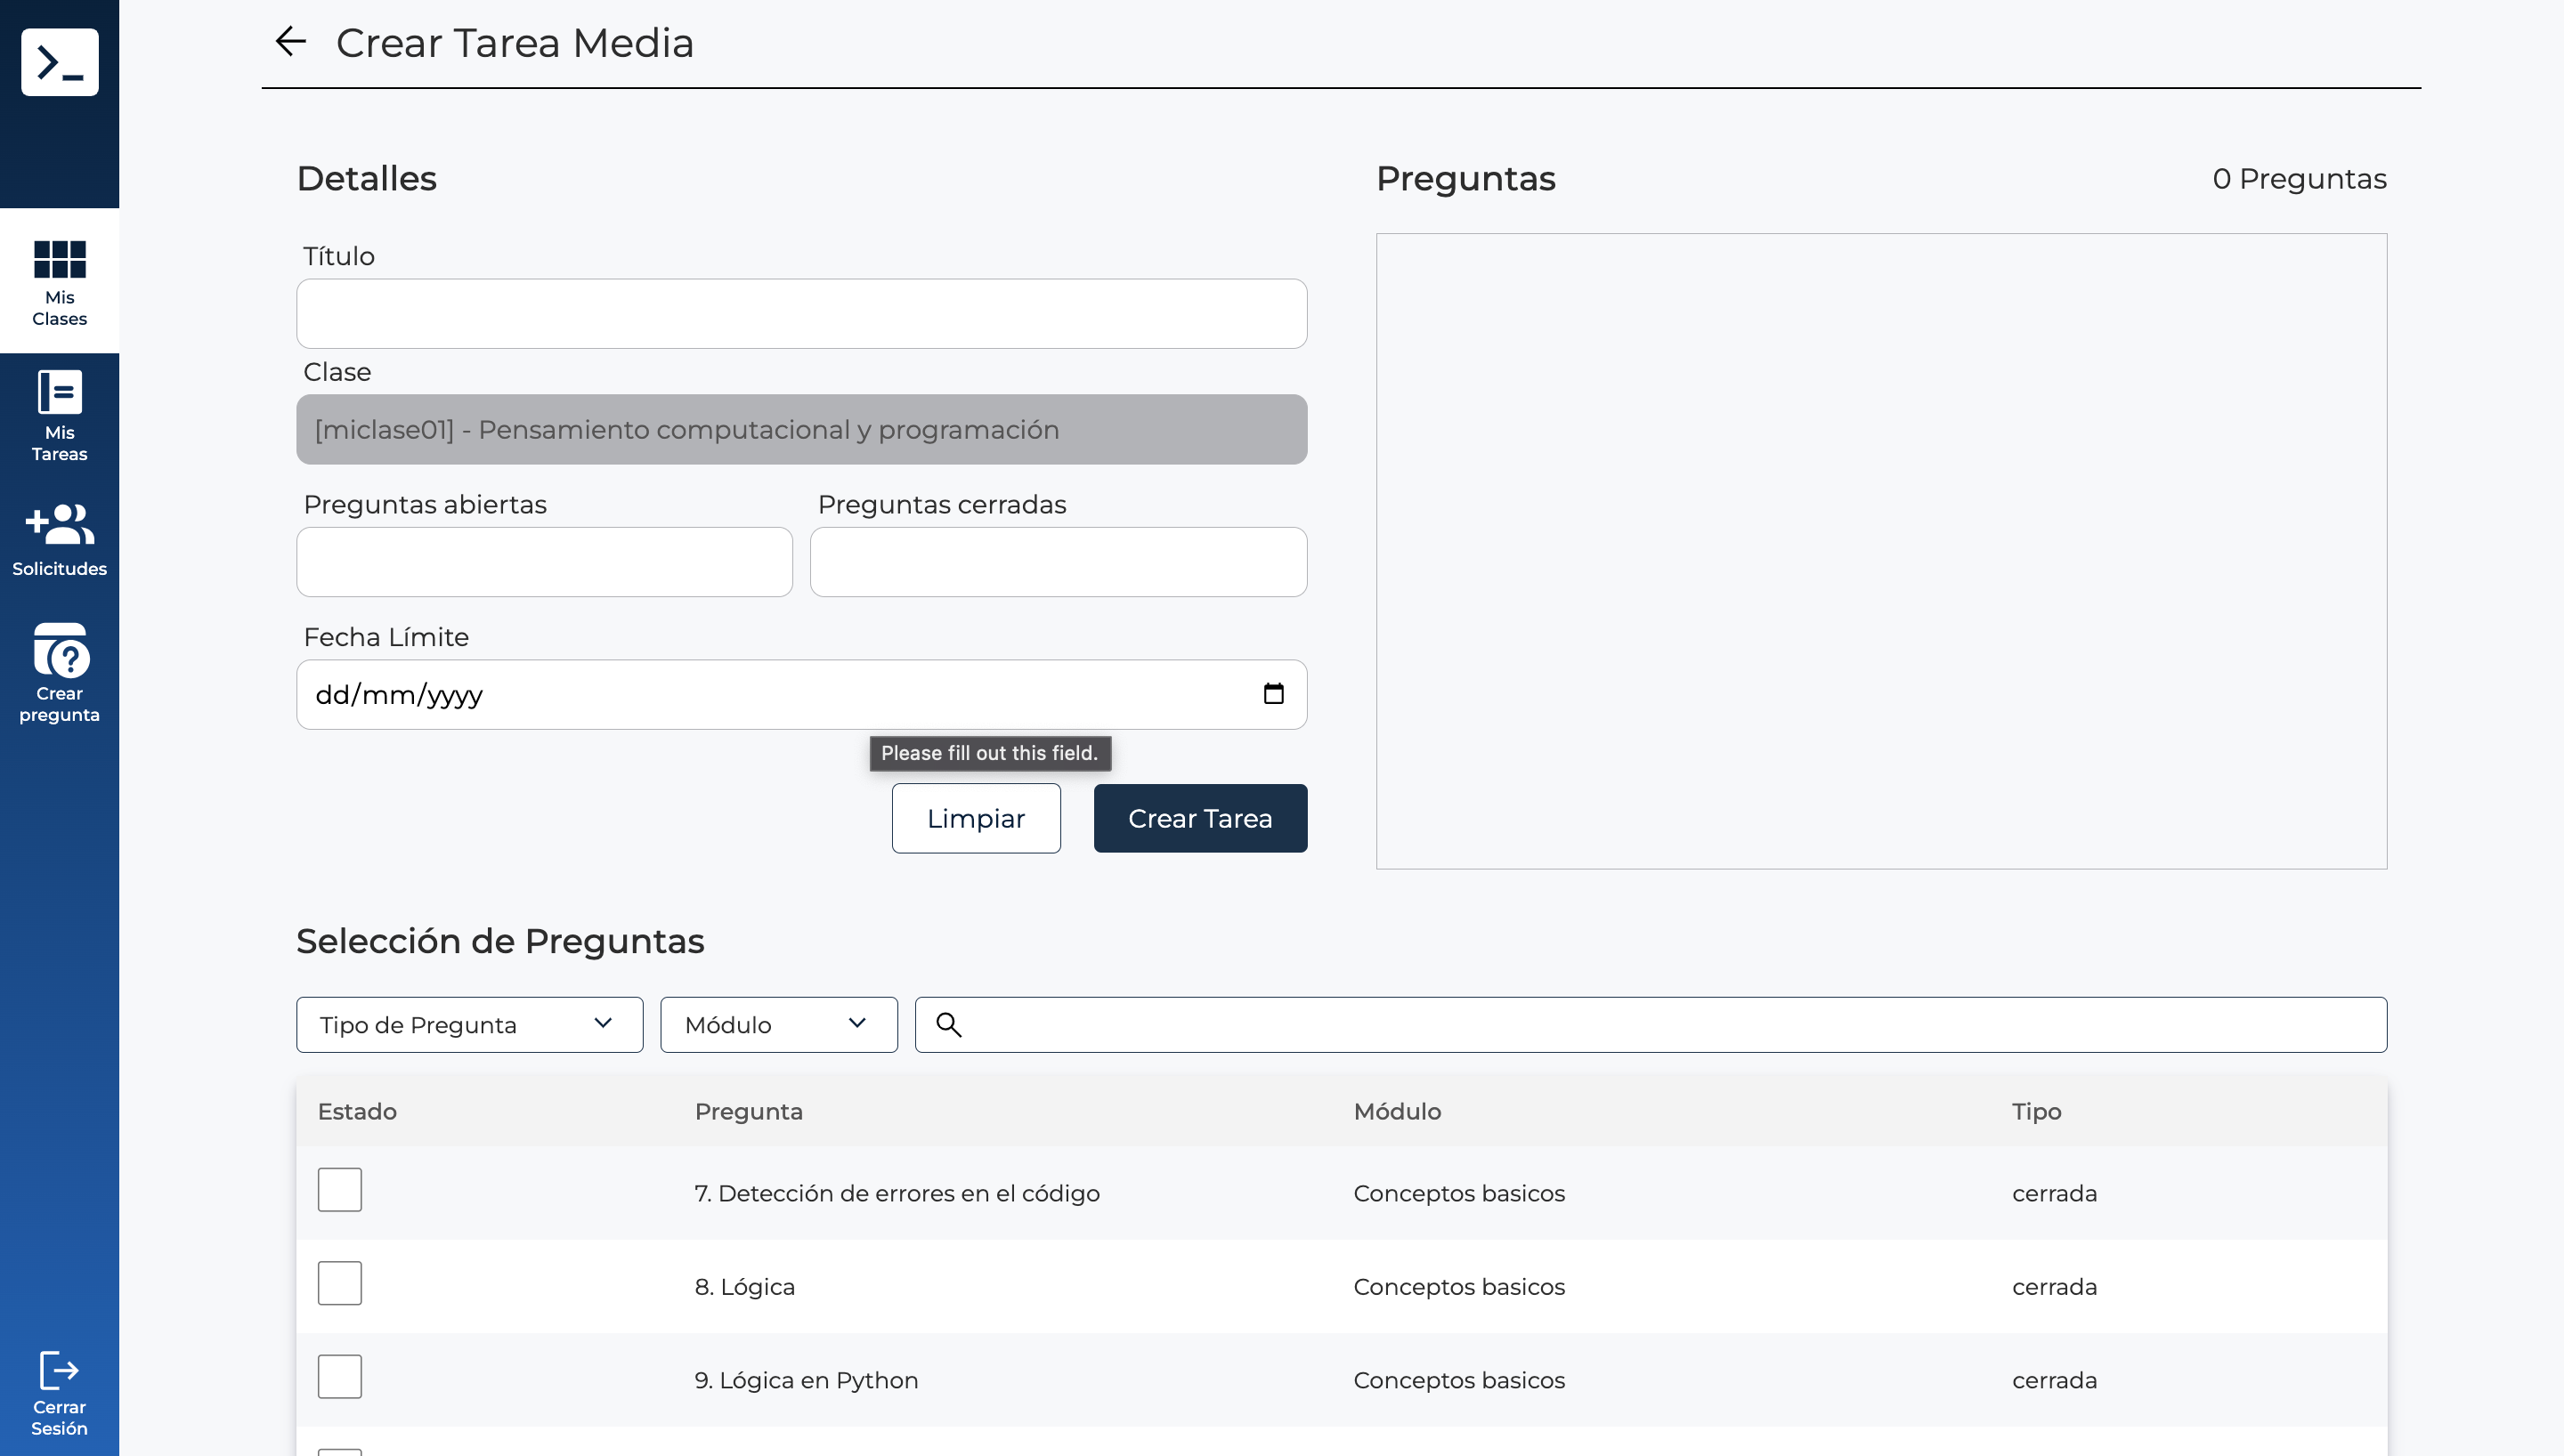 Crear Tarea Media
Mis
Clases
Mis
Tareas
Solicitudes
Crear
pregunta
Cerrar
Sesión
Detalles
Título
Clase
[miclase01] - Pensamiento computacional y programación
Preguntas abiertas
Preguntas cerradas
Fecha Límite
dd/mm/yyyy
Please fill out this field.
Limpiar
Crear Tarea
Preguntas
0 Preguntas
Selección de Preguntas
Tipo de Pregunta
Módulo
Estado Pregunta Módulo Tipo
7. Detección de errores en el código Conceptos basicos cerrada
8. Lógica Conceptos basicos cerrada
9. Lógica en Python Conceptos basicos cerrada